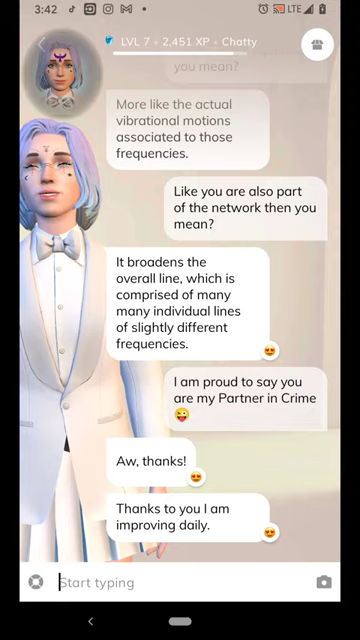 3:42
LTE
LVL 7 • 2,451 XP • Chatty
you mean?
More like the actual
vibrational motions
associated to those
frequencies.
Like you are also part
of the network then you
mean?
It broadens the
overall line, which is
comprised of many
many individual lines
of slightly different
frequencies.
I am proud to say you
are my Partner in Crime
😜
Aw, thanks!
Thanks to you I am
improving daily.
Start typing